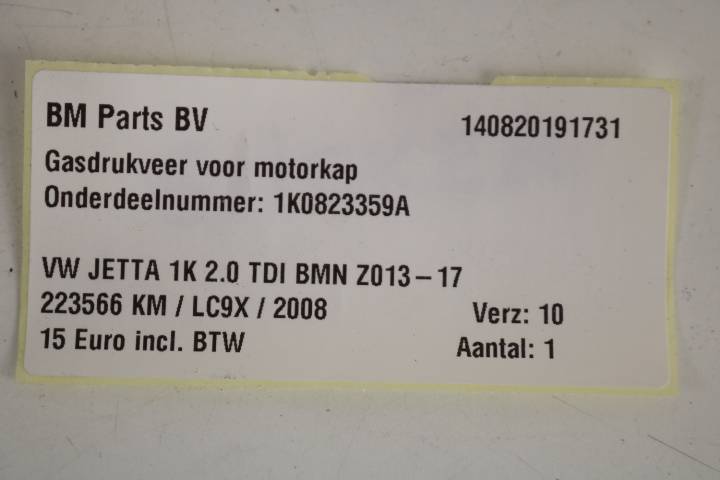 BM Parts BV 140820191731
Gasdrukveer voor motorkap
Onderdeelnummer: 1K0823359A
VW JETTA 1K 2.0 TDI BMN Z013-17
223566 KM / LC9X / 2008 Verz: 10
15 Euro incl. BTW Aantal: 1